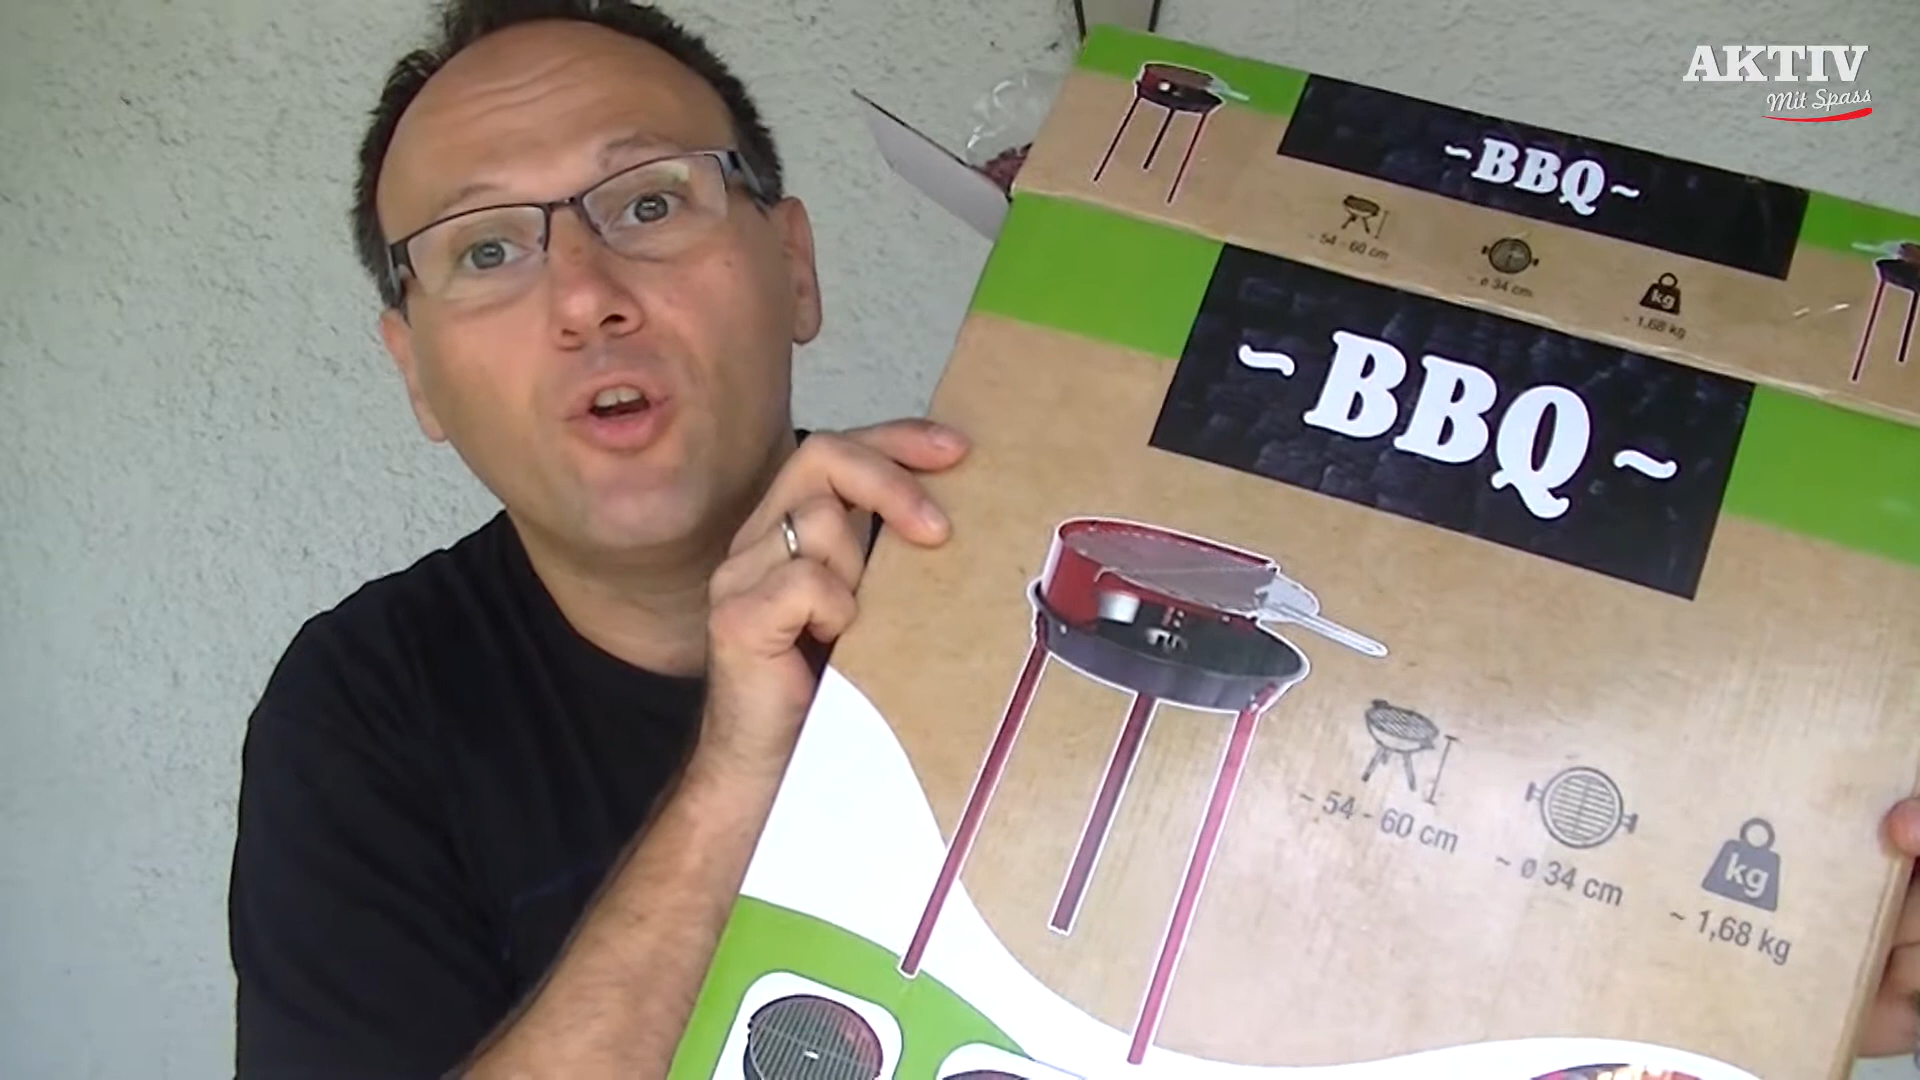 AKTIV
Mit Spass
~BBQ~
~ 54 - 60 cm
~ ø 34 cm
kg
~ 1,68 kg
~BBQ~
~ 54 - 60 cm
~ ø 34 cm
kg
~ 1,68 kg